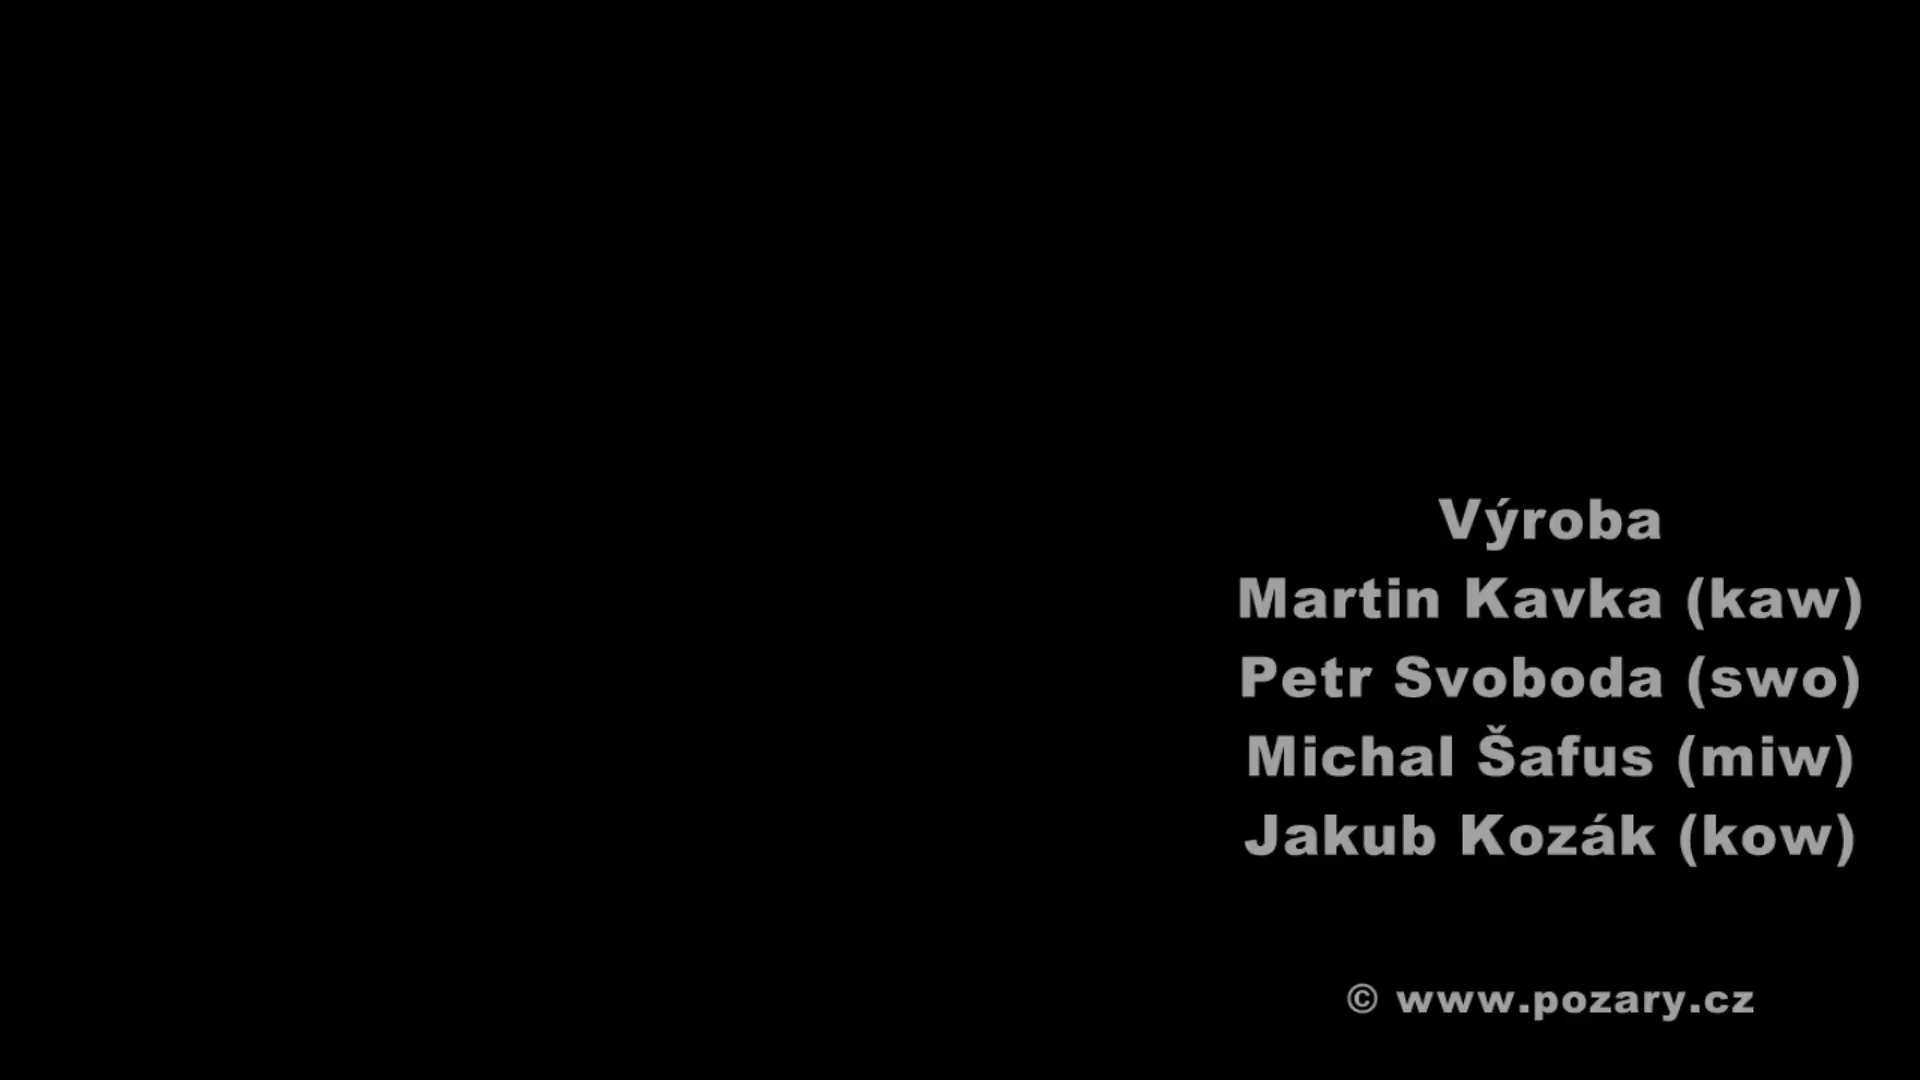 Výroba
Martin Kavka (kaw)
Petr Svoboda (swo)
Michal Šafus (miw)
Jakub Kozák (kow)
© www.pozary.cz